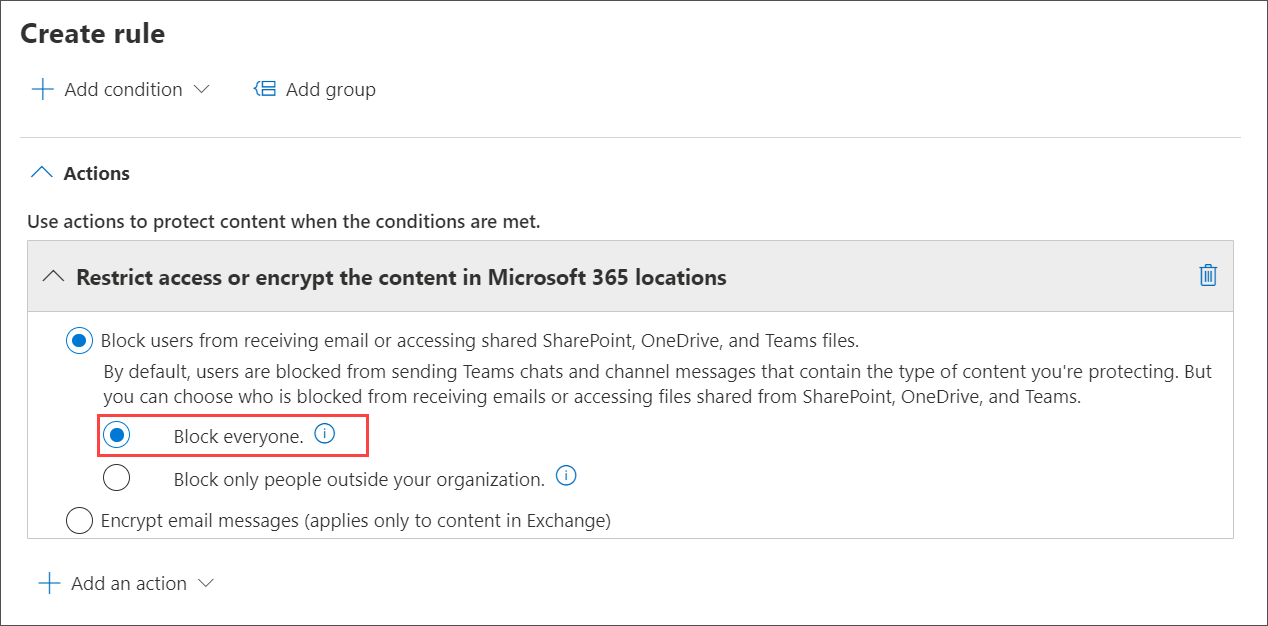 Create rule
Add condition
Add group
Actions
Use actions to protect content when the conditions are met.
Restrict access or encrypt the content in Microsoft 365 locations
Block users from receiving email or accessing shared SharePoint, OneDrive, and Teams files.
By default, users are blocked from sending Teams chats and channel messages that contain the type of content you're protecting. But
you can choose who is blocked from receiving emails or accessing files shared from SharePoint, OneDrive, and Teams.
Block everyone.
Block only people outside your organization.
Encrypt email messages (applies only to content in Exchange)
Add an action